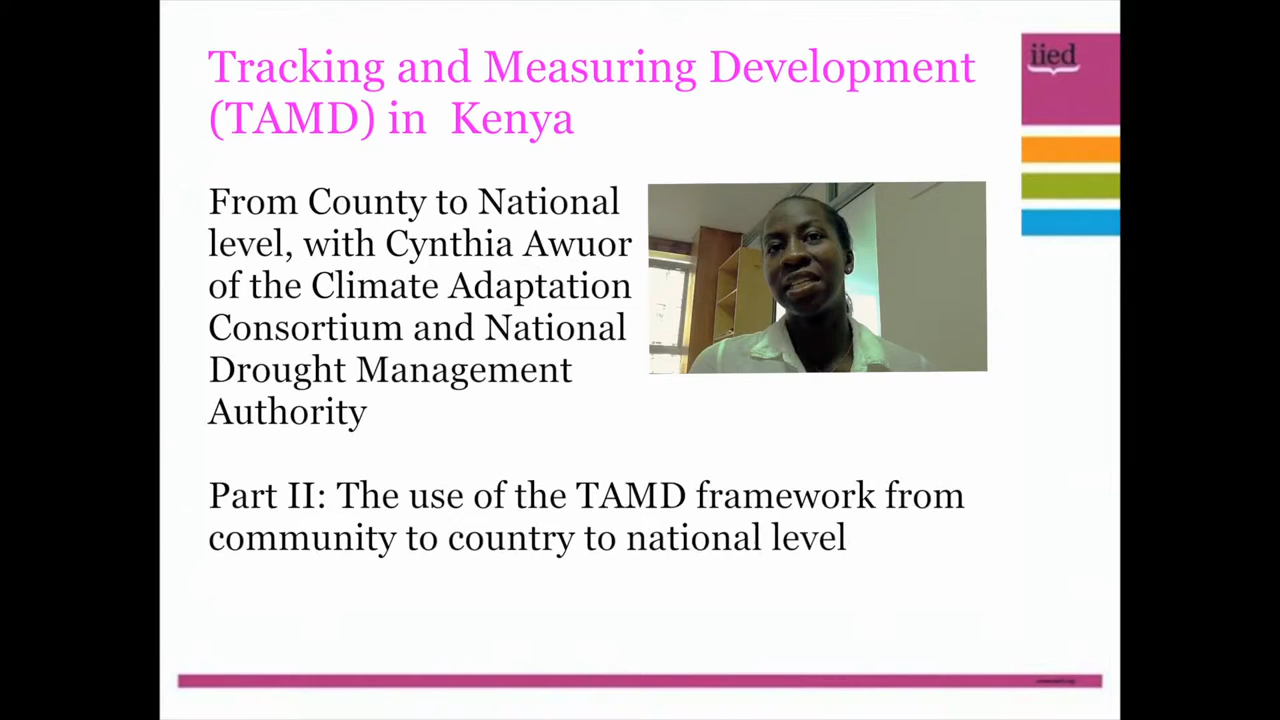 Tracking and Measuring Development
(TAMD) in Kenya
iied
From County to National
level, with Cynthia Awuor
of the Climate Adaptation
Consortium and National
Drought Management
Authority
Part II: The use of the TAMD framework from
community to country to national level